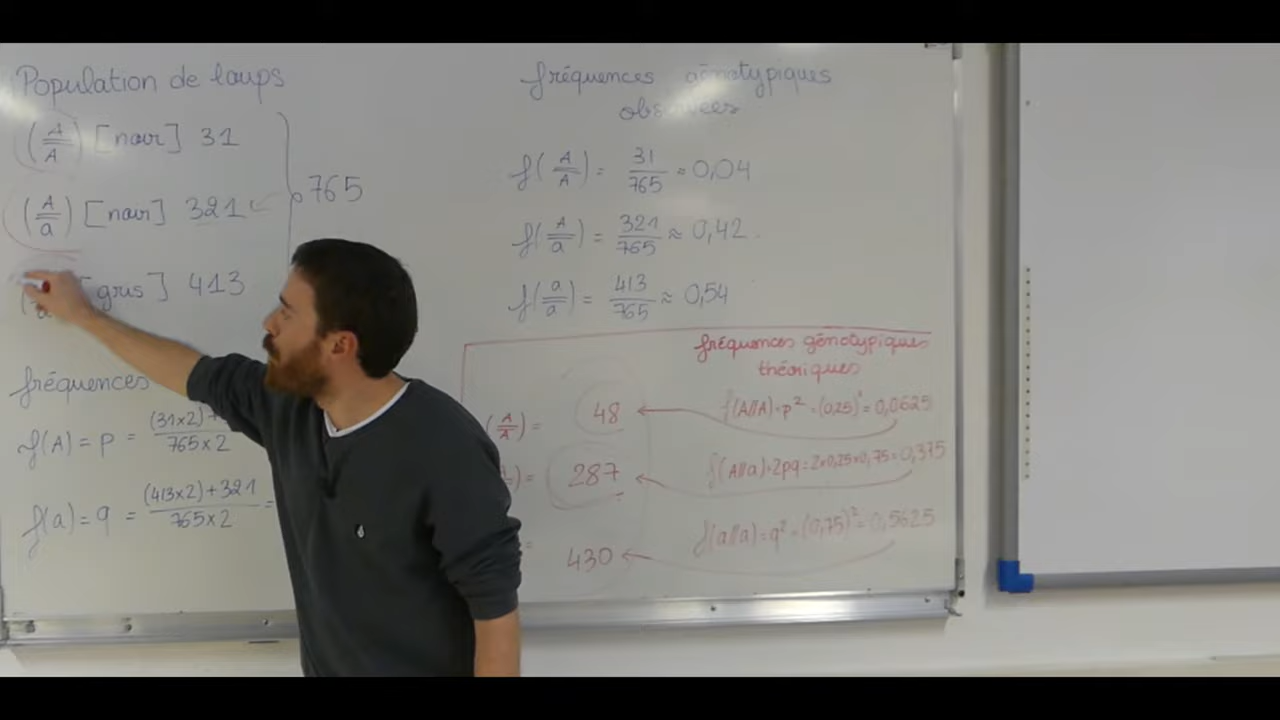 Population de loups
(A/A) [noir] 31
(A/a) [noir] 321
765
[gris] 413
fréquences
f(A) = p = (31x2)+ / 765x2
f(a) = q = (413x2)+321 / 765x2 =
fréquences génotypiques
observées
f(A/A) = 31/765 ≈ 0,04
f(A/a) = 321/765 ≈ 0,42
f(a/a) = 413/765 ≈ 0,54
fréquences génotypiques
théoriques
(A/A) = 48
f(A//A) = p² = (0,25)² = 0,0625
) = 287
f(A//a) = 2pq = 2x0,25x0,75 = 0,375
= 430
f(a//a) = q² = (0,75)² = 0,5625